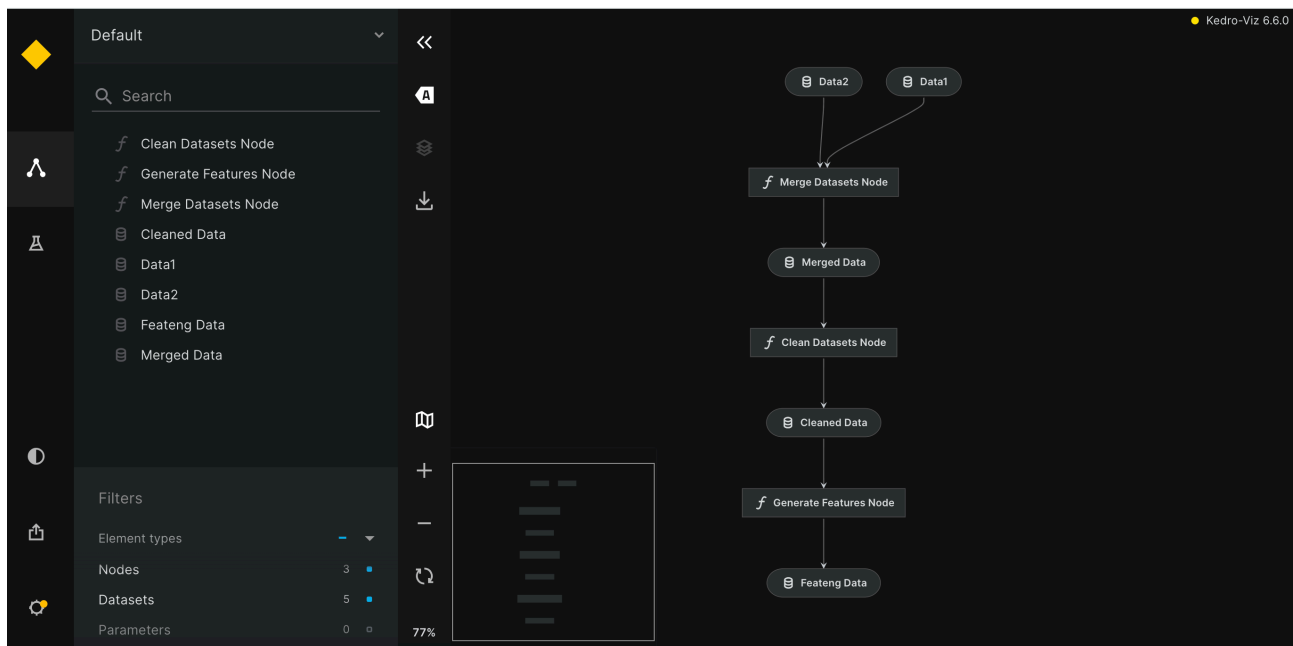 Default
Search
Clean Datasets Node
Generate Features Node
Merge Datasets Node
Cleaned Data
Data1
Data2
Feateng Data
Merged Data
Filters
Element types
Nodes 3
Datasets 5
Parameters 0
A
77%
Kedro-Viz 6.6.0
Data2 Data1
Merge Datasets Node
Merged Data
Clean Datasets Node
Cleaned Data
Generate Features Node
Feateng Data